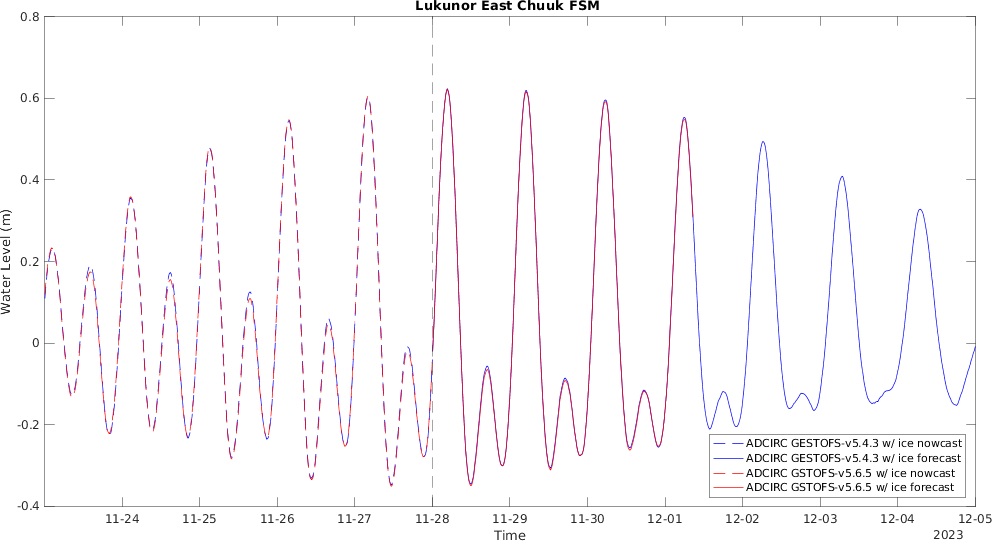 Lukunor East Chuuk FSM
0.8
0.6
0.4
0.2
0
-0.2
-0.4
Water Level (m)
11-24 11-25 11-26 11-27 11-28 11-29 11-30 12-01 12-02 12-03 12-04 12-05
Time
2023
ADCIRC GESTOFS-v5.4.3 w/ ice nowcast
ADCIRC GESTOFS-v5.4.3 w/ ice forecast
ADCIRC GSTOFS-v5.6.5 w/ ice nowcast
ADCIRC GSTOFS-v5.6.5 w/ ice forecast